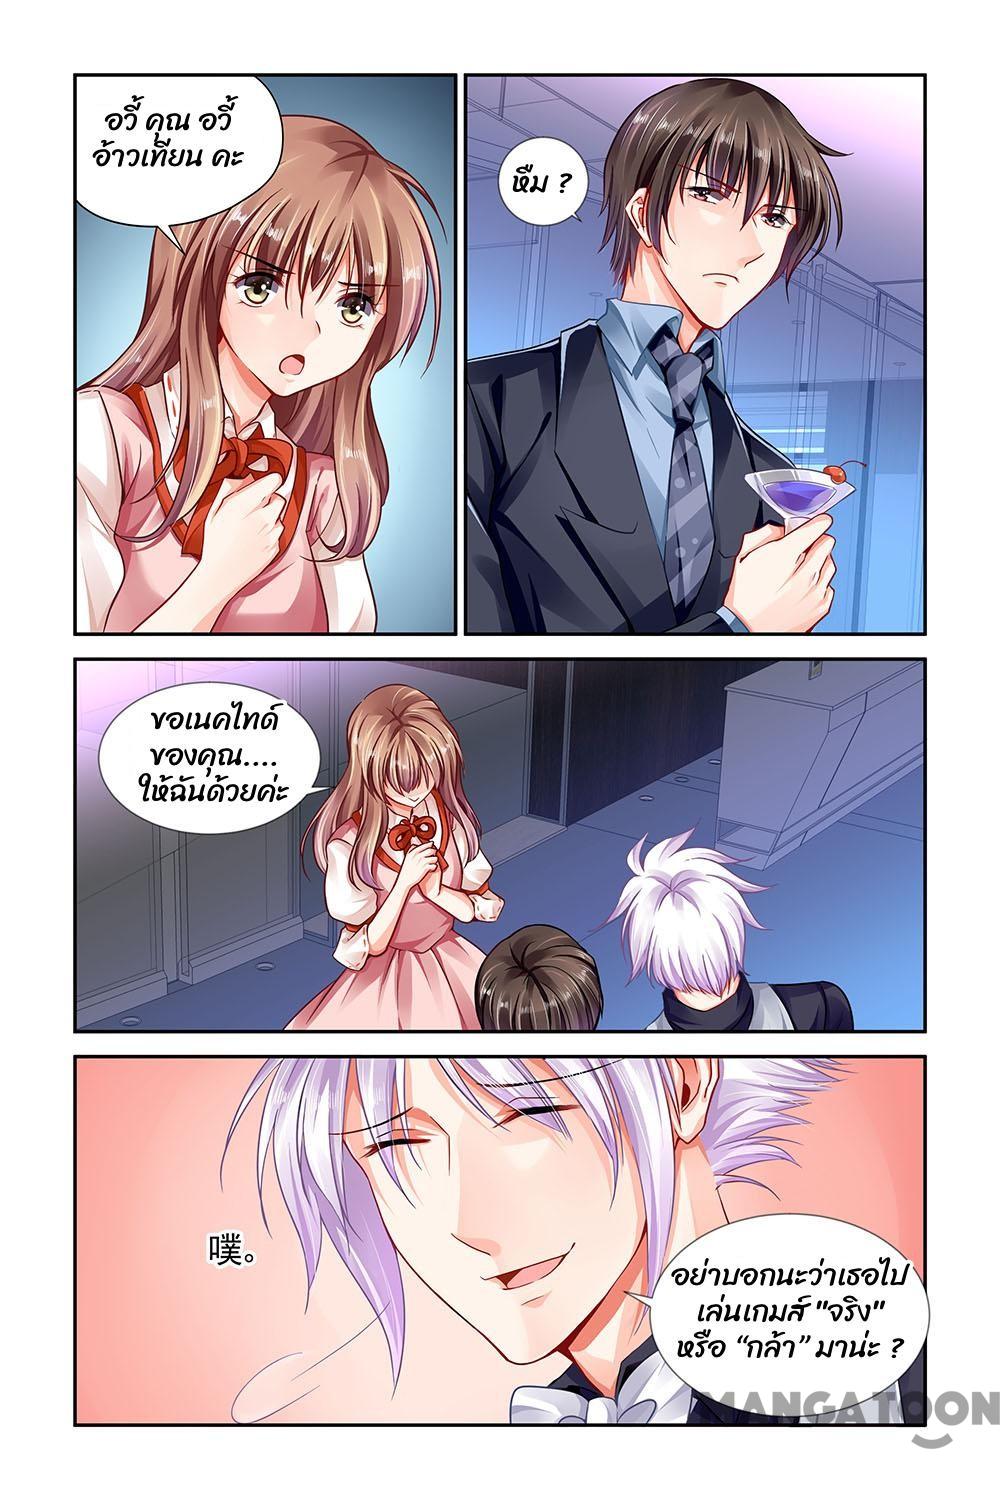 อวี้ คุณ อวี้
อ้าวเทียน คะ
หืม ?
ขอเนคไทด์
ของคุณ....
ให้ฉันด้วยค่ะ
噗。
อย่าบอกนะว่าเธอไป
เล่นเกมส์ "จริง"
หรือ “กล้า” มาน่ะ ?
MANGATOON